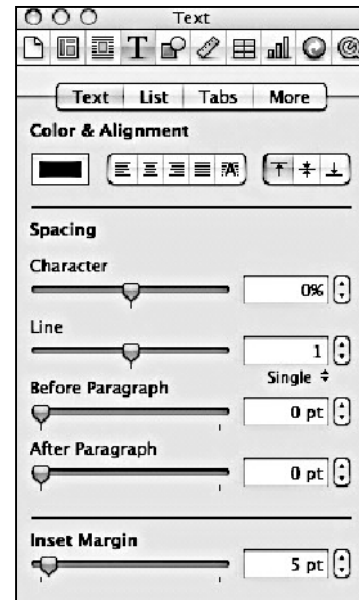 Text
T
Text List Tabs More
Color & Alignment
A
Spacing
Character
0%
Line
1
Single
Before Paragraph
0 pt
After Paragraph
0 pt
Inset Margin
5 pt